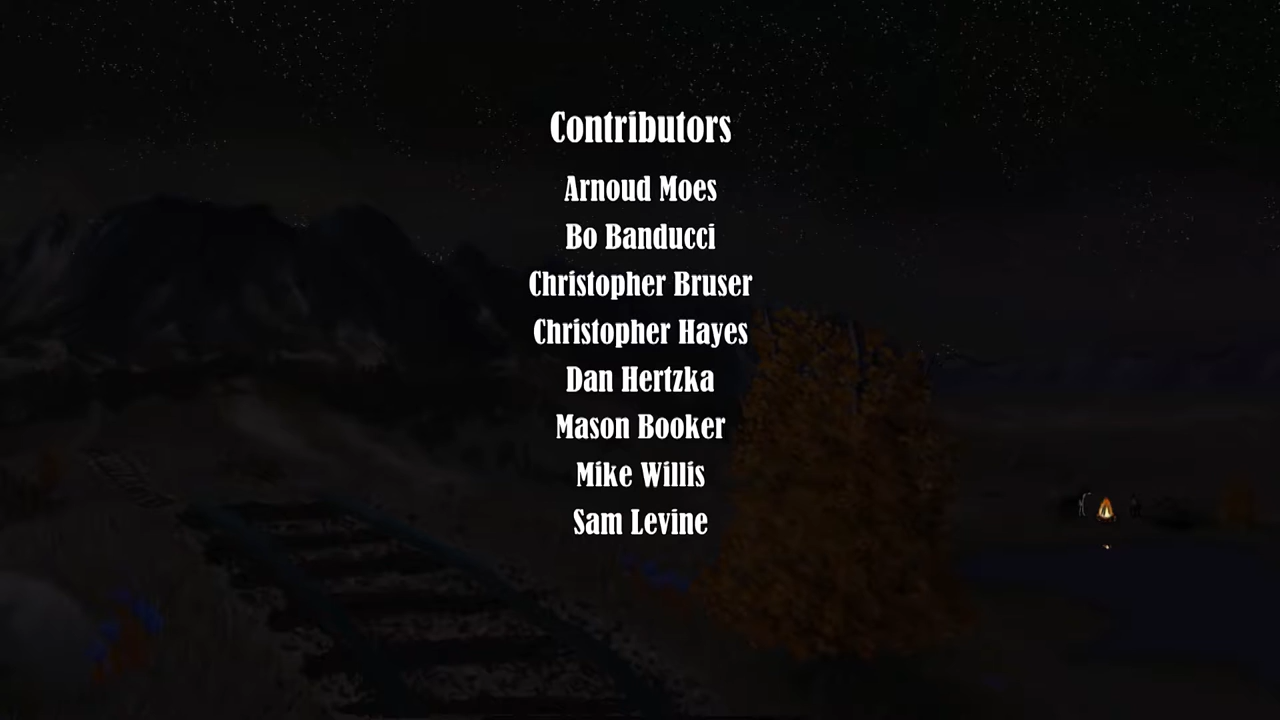 Contributors
Arnoud Moes
Bo Banducci
Christopher Bruser
Christopher Hayes
Dan Hertzka
Mason Booker
Mike Willis
Sam Levine